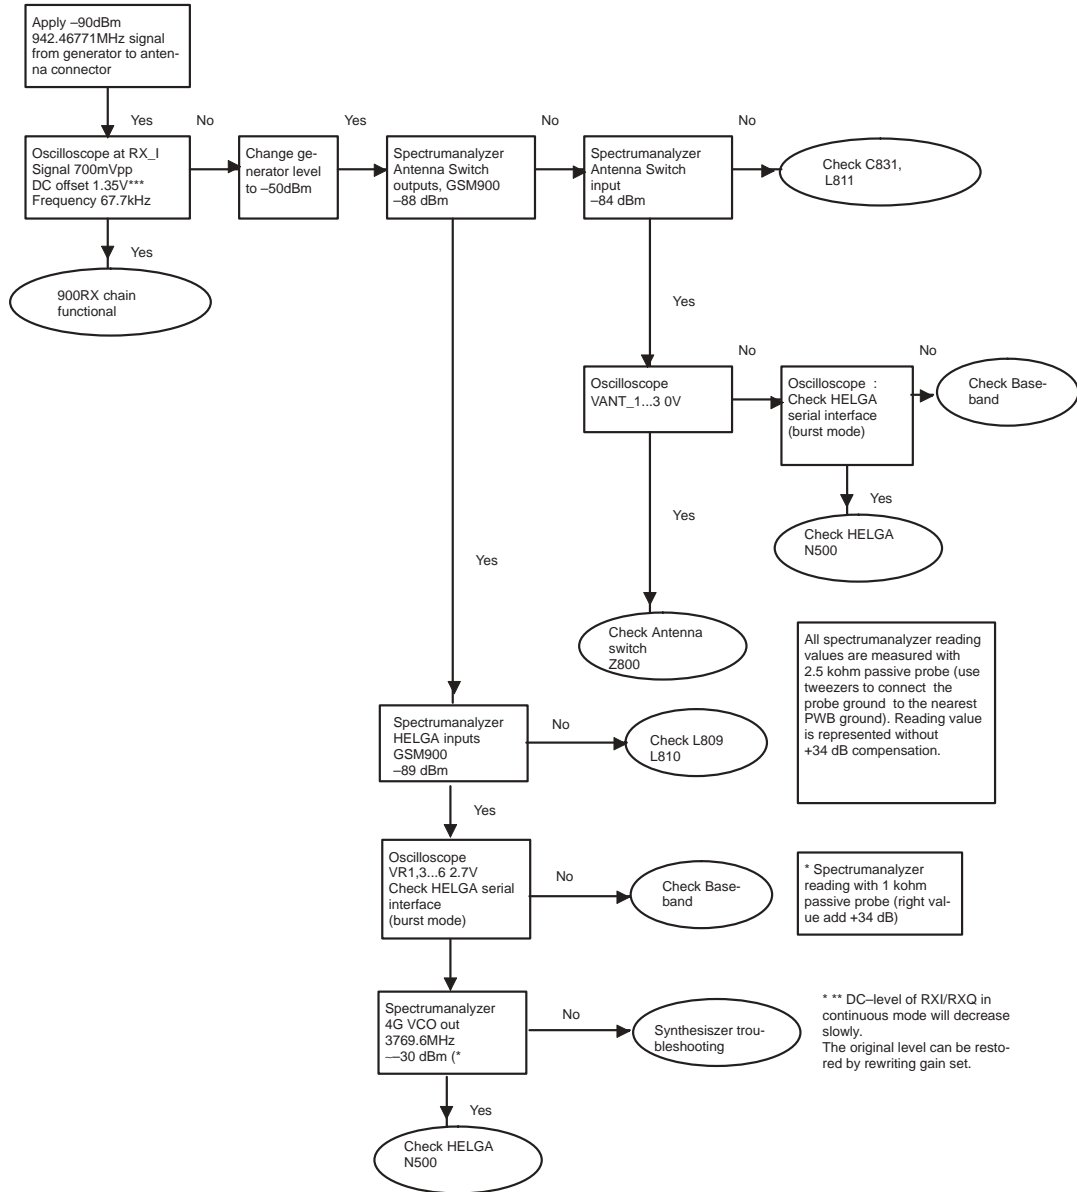 Apply –90dBm
942.46771MHz signal
from generator to anten-
na connector
Yes
No
Yes
No
No
Oscilloscope at RX_I
Signal 700mVpp
DC offset 1.35V***
Frequency 67.7kHz
Change ge-
nerator level
to –50dBm
Spectrumanalyzer
Antenna Switch
outputs, GSM900
–88 dBm
Spectrumanalyzer
Antenna Switch
input
–84 dBm
Check C831,
L811
Yes
900RX chain
functional
Yes
No
No
Oscilloscope
VANT_1...3 0V
Oscilloscope :
Check HELGA
serial interface
(burst mode)
Check Base-
band
Yes
Yes
Check HELGA
N500
Yes
Check Antenna
switch
Z800
All spectrumanalyzer reading
values are measured with
2.5 kohm passive probe (use
tweezers to connect the
probe ground to the nearest
PWB ground). Reading value
is represented without
+34 dB compensation.
Spectrumanalyzer
HELGA inputs
GSM900
–89 dBm
No
Check L809
L810
Yes
Oscilloscope
VR1,3...6 2.7V
Check HELGA serial
interface
(burst mode)
No
Check Base-
band
* Spectrumanalyzer
reading with 1 kohm
passive probe (right val-
ue add +34 dB)
Spectrumanalyzer
4G VCO out
3769.6MHz
––30 dBm (*
No
Synthesiszer trou-
bleshooting
* ** DC–level of RXI/RXQ in
continuous mode will decrease
slowly.
The original level can be resto-
red by rewriting gain set.
Yes
Check HELGA
N500